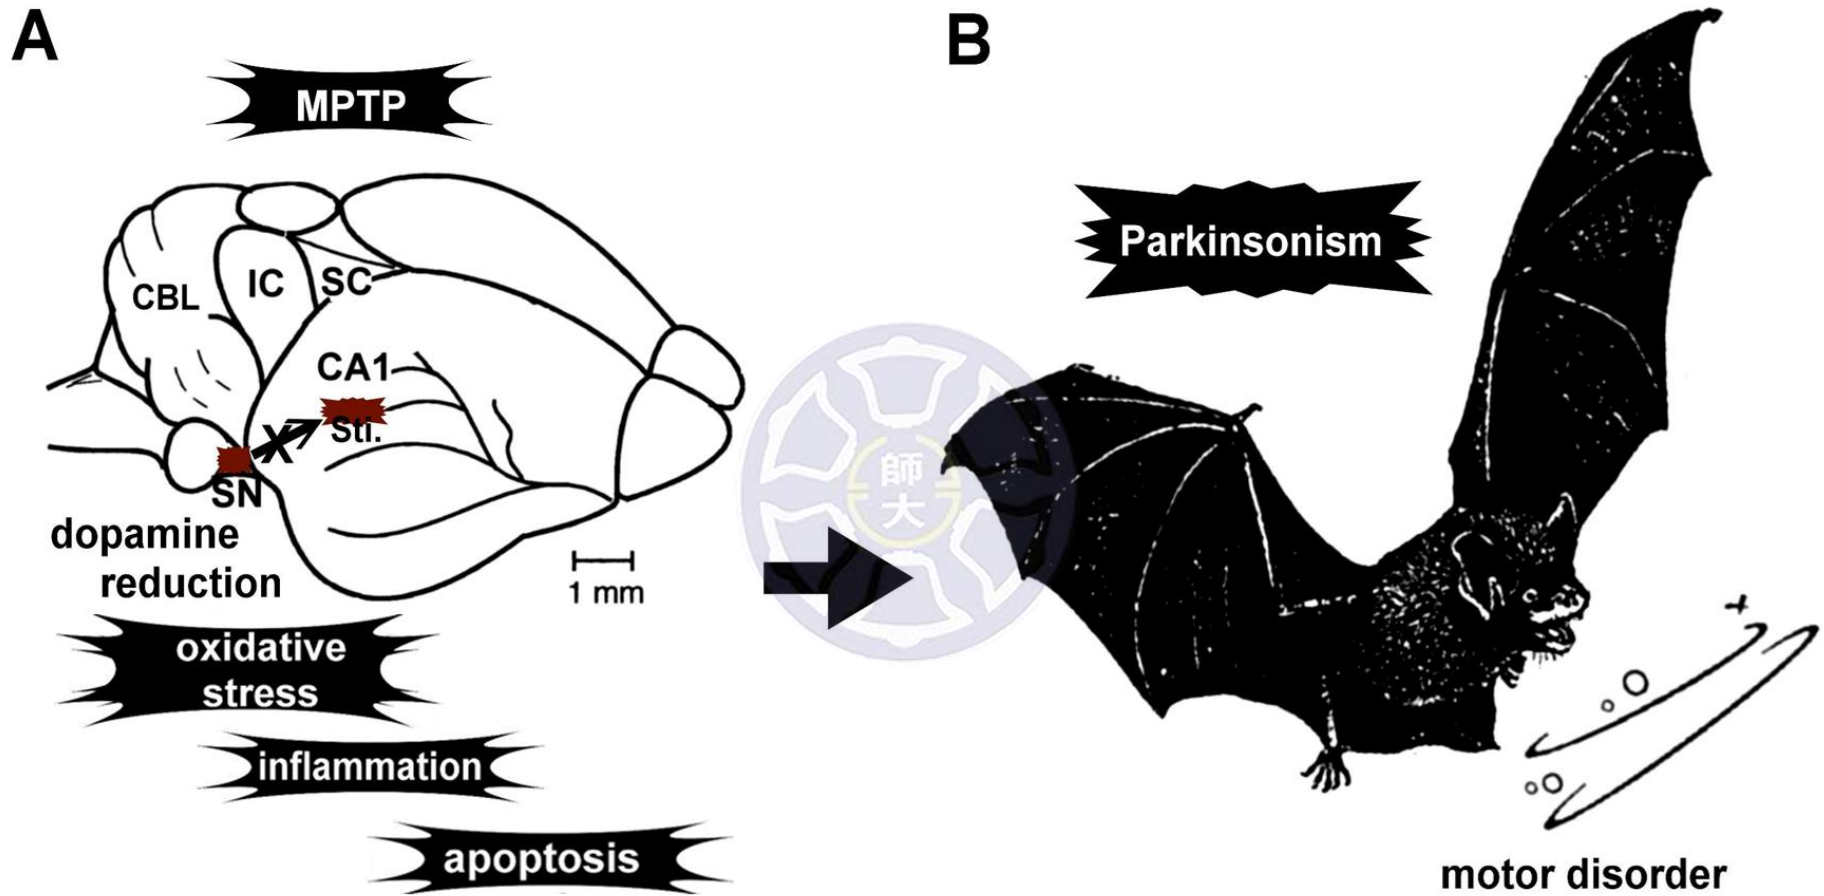 A
MPTP
CBL
IC
SC
CA1
Sti.
X
SN
dopamine
reduction
1 mm
oxidative
stress
inflammation
apoptosis
師
大
B
Parkinsonism
motor disorder